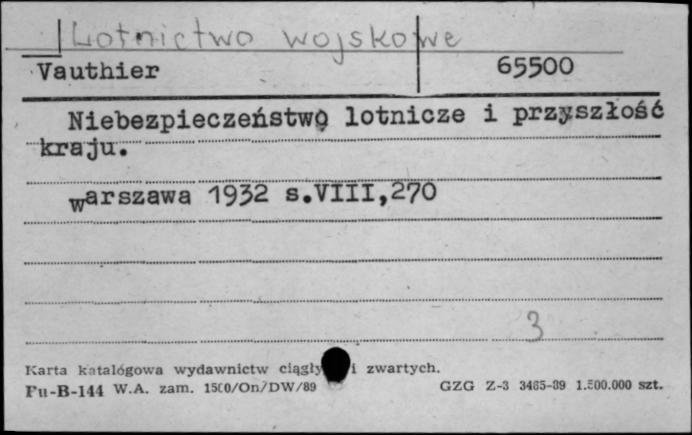 Lotnictwo wojskowe
Vauthier 65500
Niebezpieczeństwo lotnicze i przyszłość
kraju.
warszawa 1932 s.VIII,270
3
Karta katalogowa wydawnictw ciągły i zwartych.
Pu-B-144 W.A. zam. 1500/On/DW/89 GZG Z-3 3465-89 1.500.000 szt.